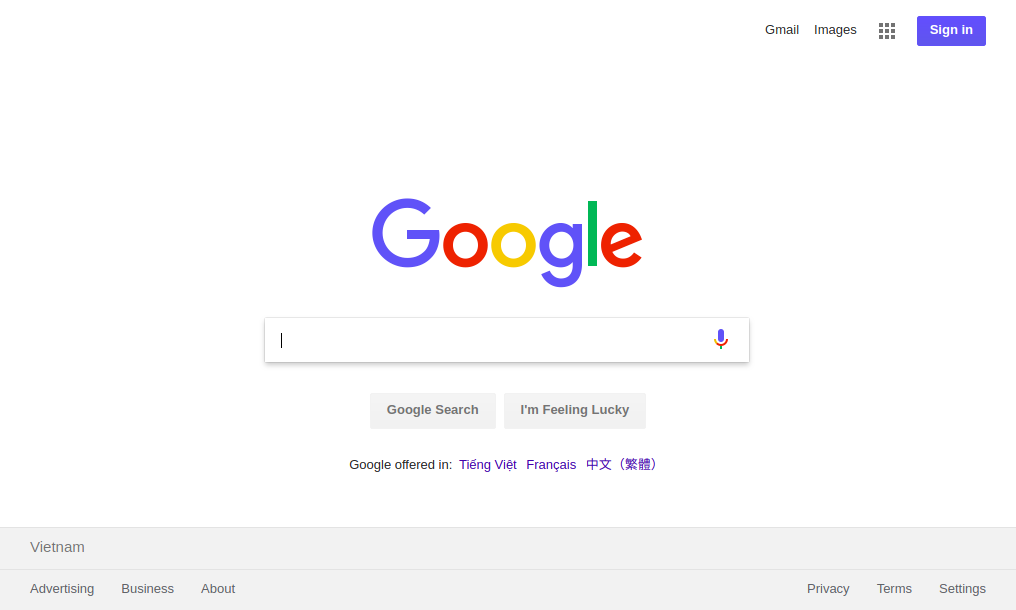 Gmail Images Sign in
Google
Google Search I'm Feeling Lucky
Google offered in: Tiếng Việt Français 中文（繁體）
Vietnam
Advertising Business About Privacy Terms Settings